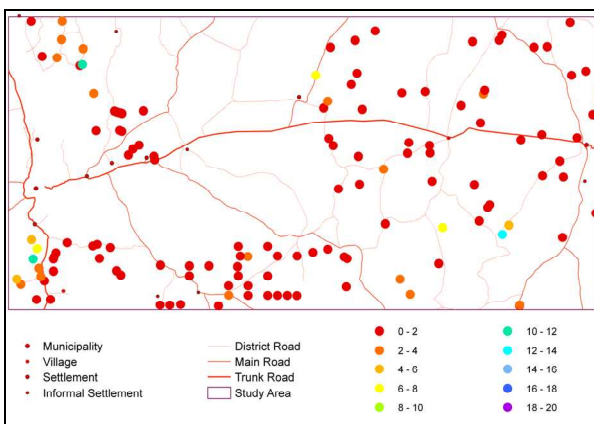 Municipality
Village
Settlement
Informal Settlement
District Road
Main Road
Trunk Road
Study Area
0 - 2
2 - 4
4 - 6
6 - 8
8 - 10
10 - 12
12 - 14
14 - 16
16 - 18
18 - 20